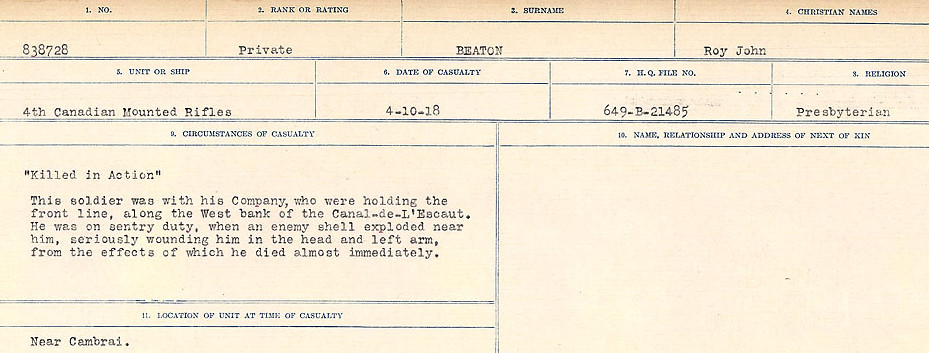 1. NO. 2. RANK OR RATING 3. SURNAME 4. CHRISTIAN NAMES
838728 Private BEATON Roy John
5. UNIT OR SHIP 6. DATE OF CASUALTY 7. H.Q. FILE NO. 8. RELIGION
4th Canadian Mounted Rifles 4-10-18 649-B-21485 Presbyterian
9. CIRCUMSTANCES OF CASUALTY 10. NAME, RELATIONSHIP AND ADDRESS OF NEXT OF KIN
"Killed in Action"
This soldier was with his Company, who were holding the
front line, along the West bank of the Canal-de-L'Escaut.
He was on sentry duty, when an enemy shell exploded near
him, seriously wounding him in the head and left arm,
from the effects of which he died almost immediately.
11. LOCATION OF UNIT AT TIME OF CASUALTY
Near Cambrai.